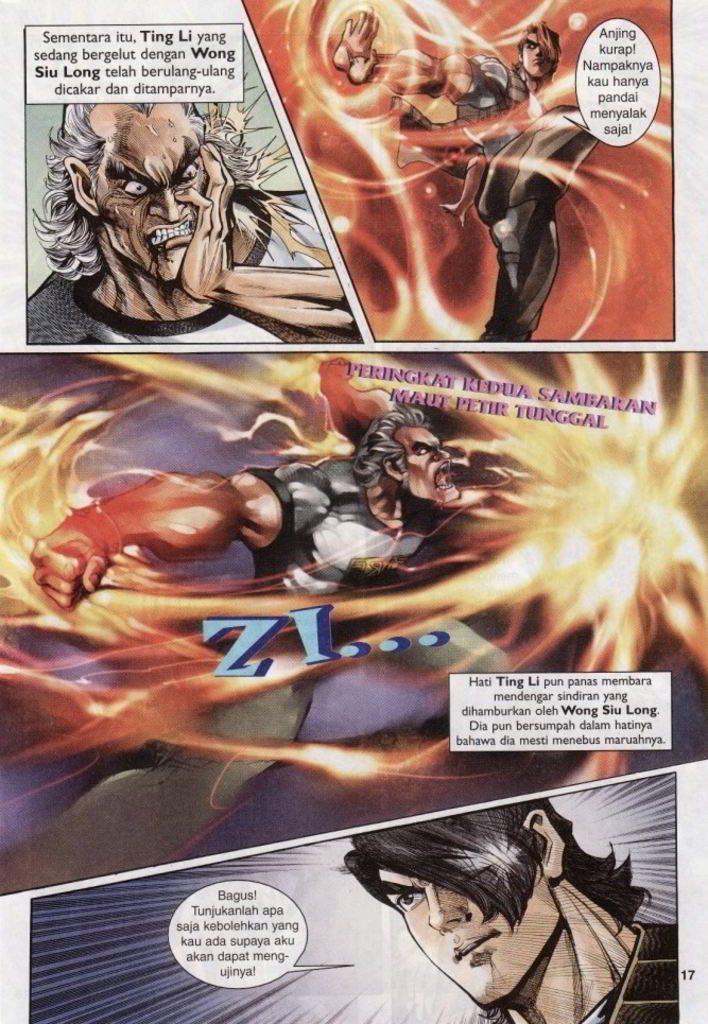 Sementara itu, Ting Li yang
sedang bergelut dengan Wong
Siu Long telah berulang-ulang
dicakar dan ditamparnya.
Anjing
kurap!
Nampaknya
kau hanya
pandai
menyalak
saja!
PERINGKAT KEDUA SAMBARAN
MAUT PETIR TUNGGAL
ZI...
Hati Ting Li pun panas membara
mendengar sindiran yang
dihamburkan oleh Wong Siu Long.
Dia pun bersumpah dalam hatinya
bahawa dia mesti menebus maruahnya.
Bagus!
Tunjukanlah apa
saja kebolehkan yang
kau ada supaya aku
akan dapat meng-
ujinya!
17